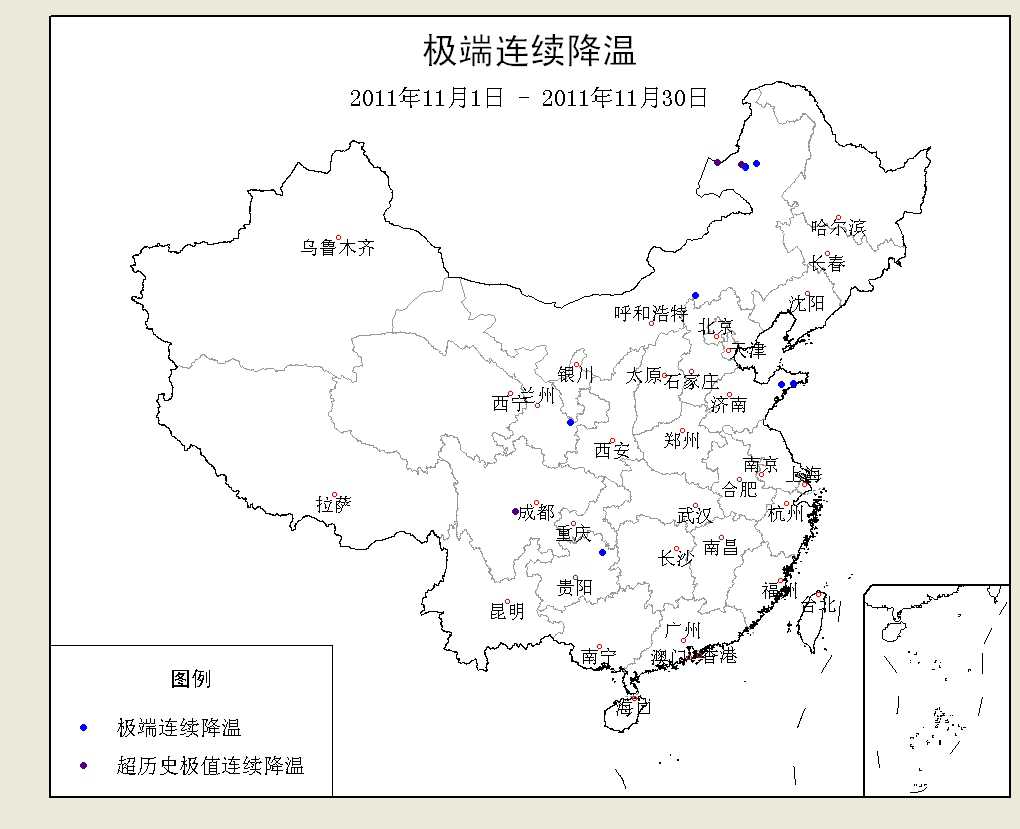 极端连续降温
2011年11月1日 - 2011年11月30日
哈尔滨
乌鲁木齐
长春
沈阳
呼和浩特
北京
天津
银川
太原
石家庄
西宁
兰州
济南
郑州
西安
南京
上海
合肥
拉萨
成都
武汉
杭州
重庆
南昌
长沙
贵阳
福州
台北
昆明
广州
南宁
澳门
香港
海口
图例
极端连续降温
超历史极值连续降温